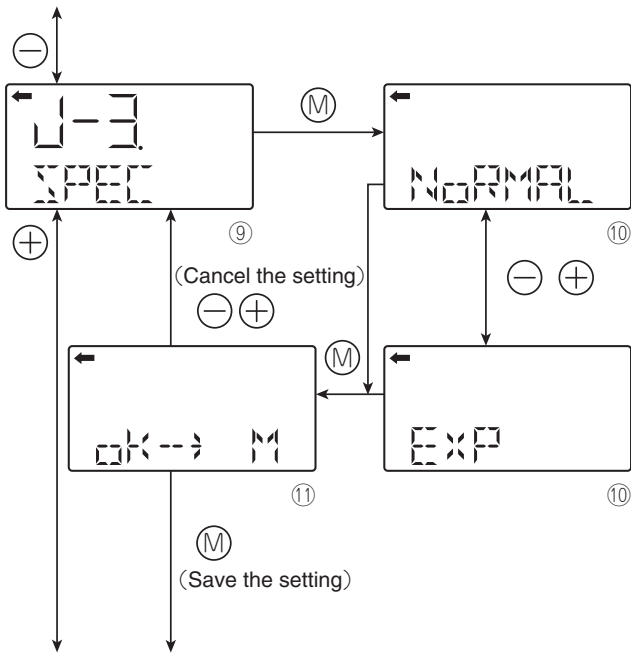 −
J-3.
SPEC
⑨
M
NoRMAL
⑩
+
(Cancel the setting)
− +
− +
M
oK--→ M
⑪
EXP
⑩
M
(Save the setting)